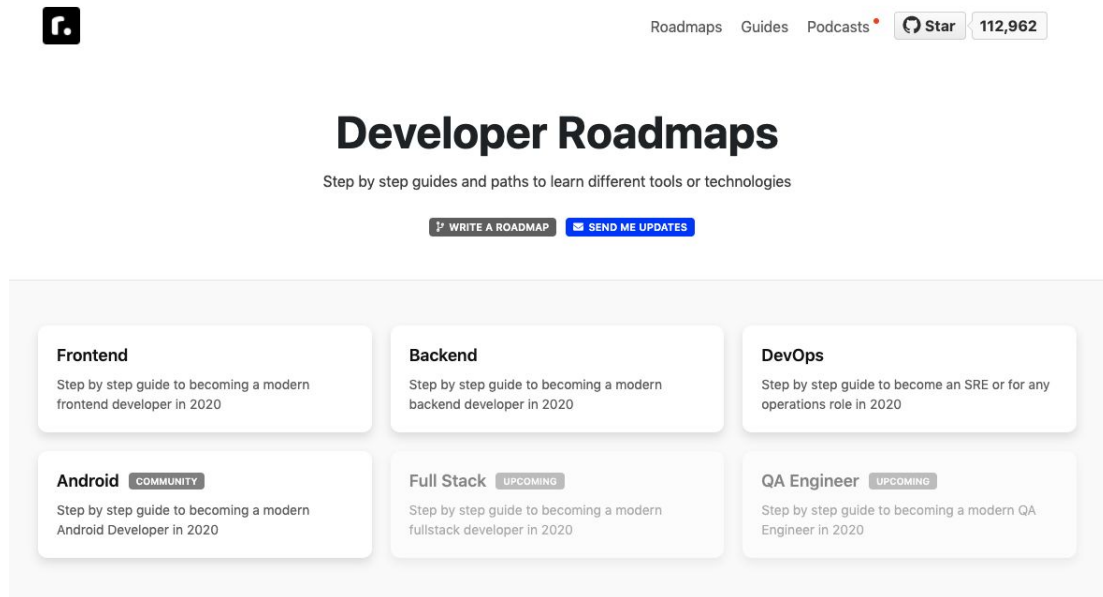 r.
Roadmaps Guides Podcasts Star 112,962
Developer Roadmaps
Step by step guides and paths to learn different tools or technologies
WRITE A ROADMAP SEND ME UPDATES
Frontend
Step by step guide to becoming a modern
frontend developer in 2020
Backend
Step by step guide to becoming a modern
backend developer in 2020
DevOps
Step by step guide to become an SRE or for any
operations role in 2020
Android COMMUNITY
Step by step guide to becoming a modern
Android Developer in 2020
Full Stack UPCOMING
Step by step guide to becoming a modern
fullstack developer in 2020
QA Engineer UPCOMING
Step by step guide to becoming a modern QA
Engineer in 2020